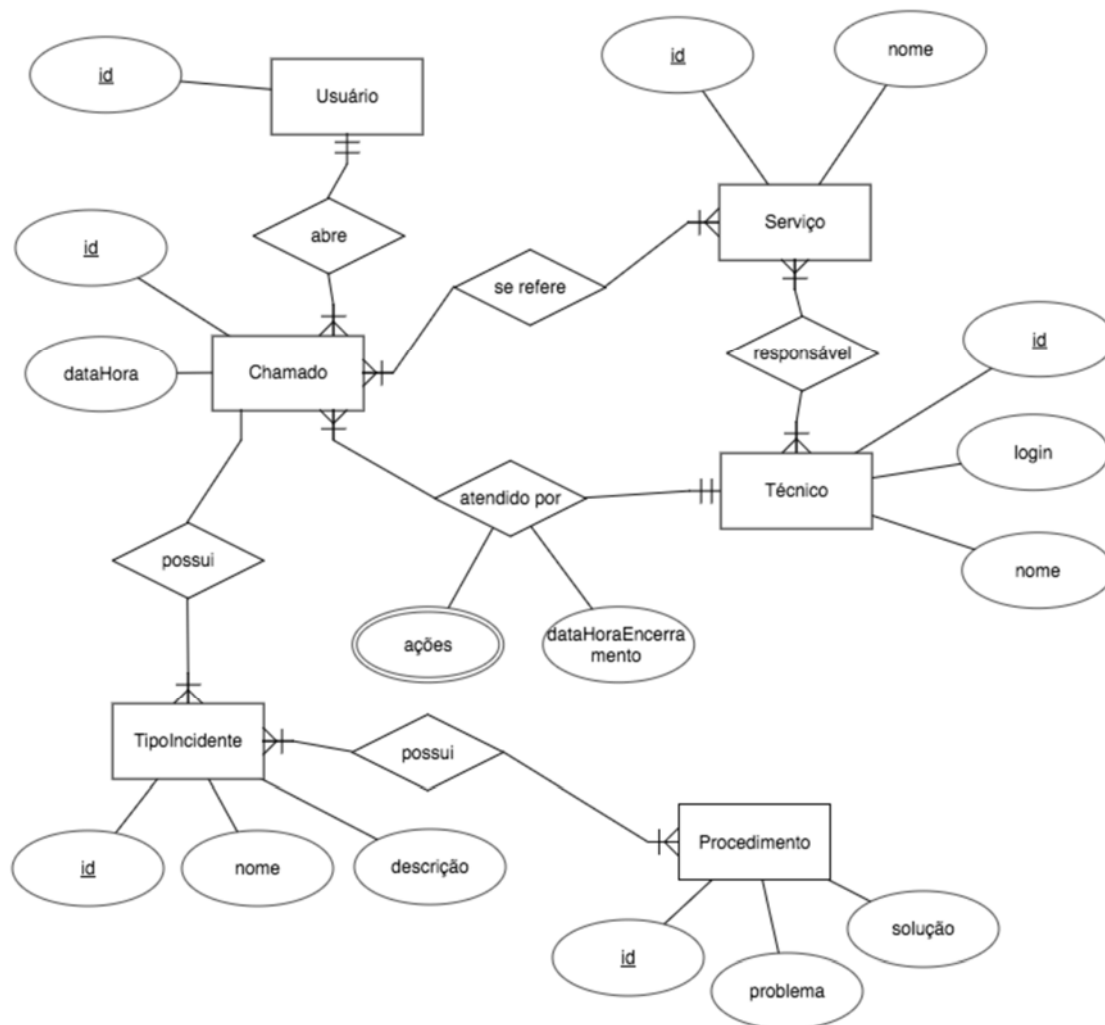 id
Usuário
id
nome
Serviço
abre
id
se refere
dataHora
Chamado
responsável
id
login
Técnico
nome
atendido por
possui
ações
dataHoraEncerra
mento
TipoIncidente
possui
id
nome
descrição
Procedimento
id
problema
solução